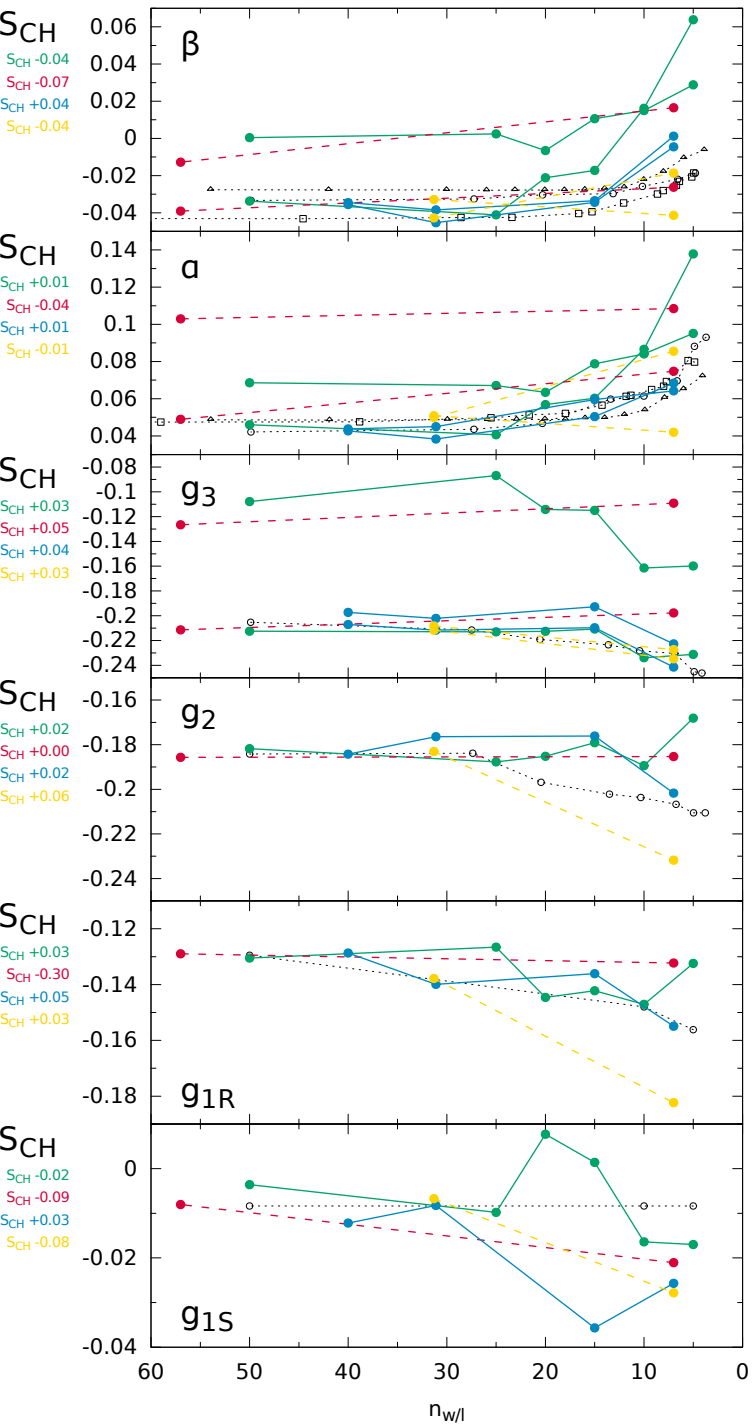 S_CH
β
S_CH -0.04
S_CH -0.07
S_CH +0.04
S_CH -0.04
0.06
0.04
0.02
0
-0.02
-0.04
S_CH
α
S_CH +0.01
S_CH -0.04
S_CH +0.01
S_CH -0.01
0.14
0.12
0.1
0.08
0.06
0.04
S_CH
g_3
S_CH +0.03
S_CH +0.05
S_CH +0.04
S_CH +0.03
-0.08
-0.1
-0.12
-0.14
-0.16
-0.18
-0.2
-0.22
-0.24
S_CH
g_2
S_CH +0.02
S_CH +0.00
S_CH +0.02
S_CH +0.06
-0.16
-0.18
-0.2
-0.22
-0.24
S_CH
S_CH +0.03
S_CH -0.30
S_CH +0.05
S_CH +0.03
-0.12
-0.14
-0.16
-0.18
g_1R
S_CH
S_CH -0.02
S_CH -0.09
S_CH +0.03
S_CH -0.08
0
-0.02
-0.04
g_1S
60 50 40 30 20 10 0
n_w/l